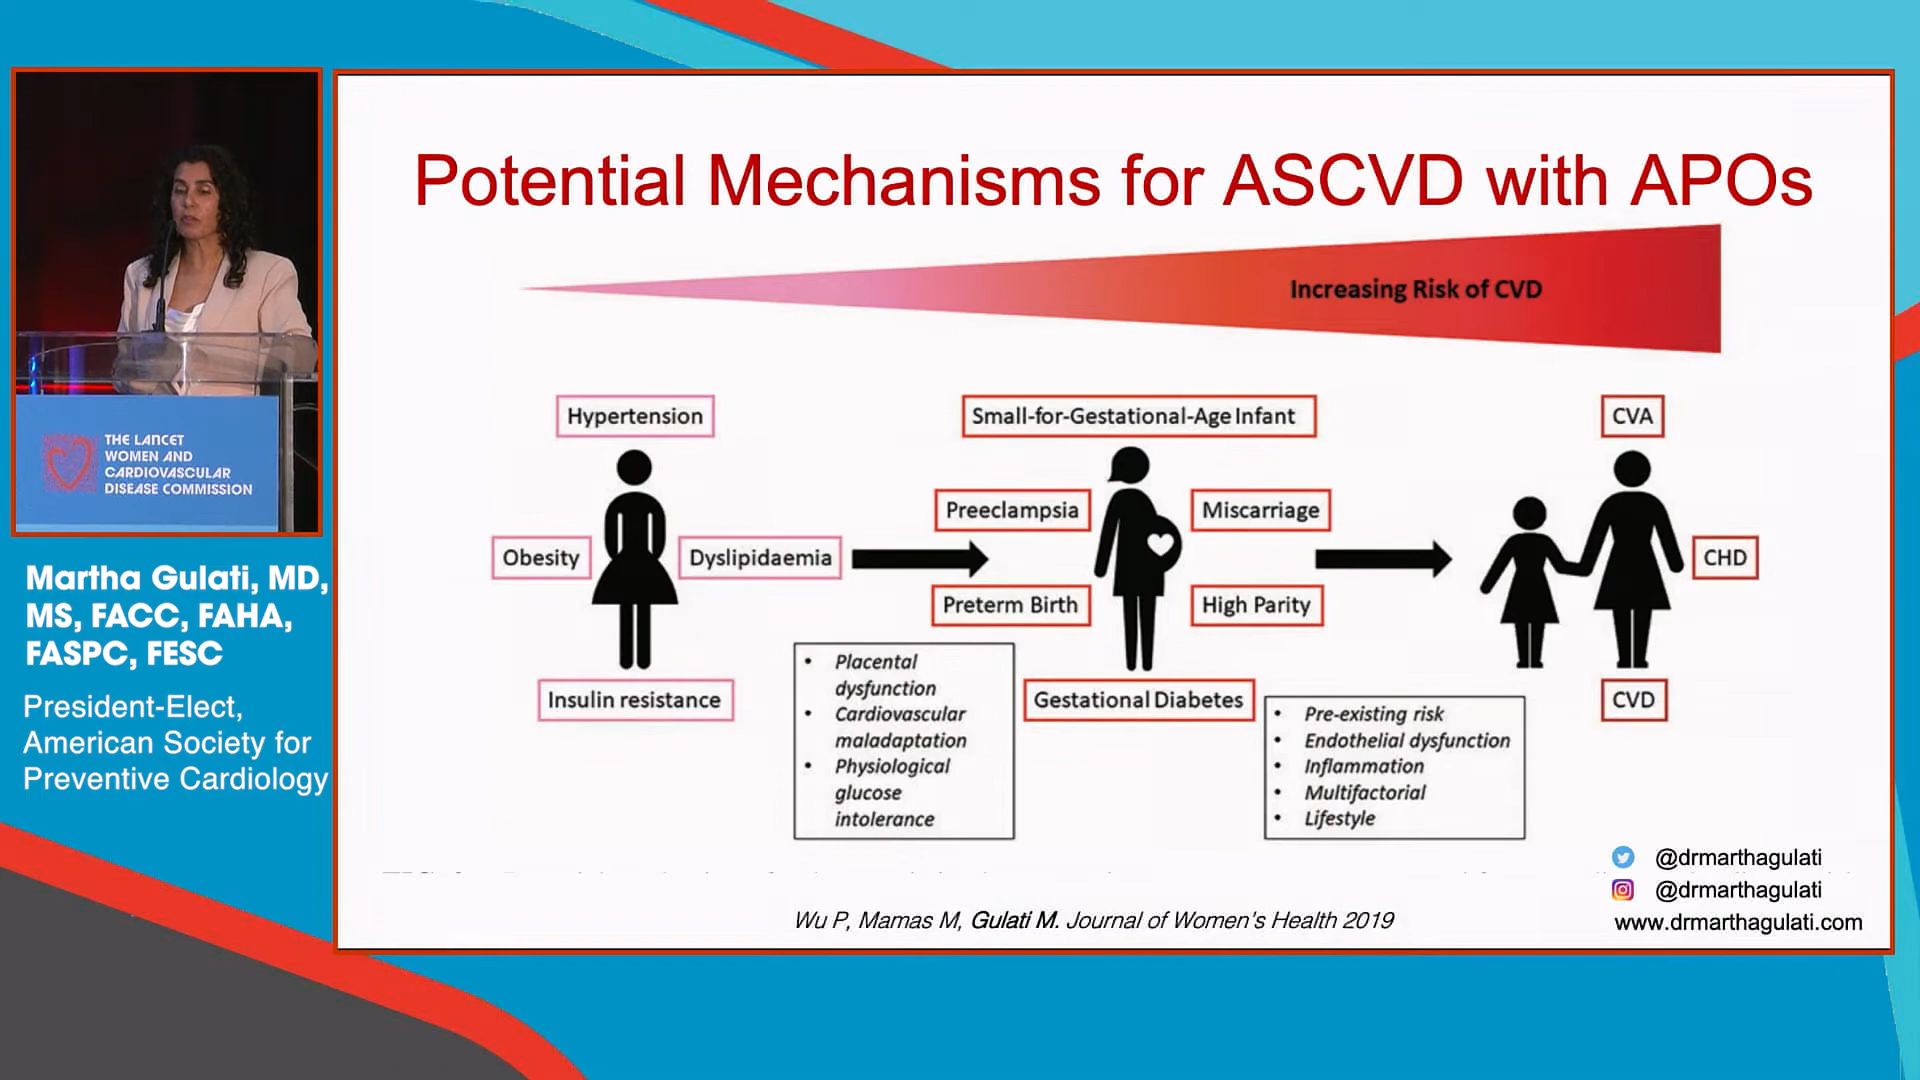 Potential Mechanisms for ASCVD with APOs
Increasing Risk of CVD
Hypertension
Obesity
Dyslipidaemia
Insulin resistance
Small-for-Gestational-Age Infant
Preeclampsia
Miscarriage
Preterm Birth
High Parity
Gestational Diabetes
CVA
CHD
CVD
• Placental
dysfunction
• Cardiovascular
maladaptation
• Physiological
glucose
intolerance
• Pre-existing risk
• Endothelial dysfunction
• Inflammation
• Multifactorial
• Lifestyle
@drmarthagulati
@drmarthagulati
www.drmarthagulati.com
Wu P, Mamas M, Gulati M. Journal of Women's Health 2019
THE LANCET
WOMEN AND
CARDIOVASCULAR
DISEASE COMMISSION
Martha Gulati, MD,
MS, FACC, FAHA,
FASPC, FESC
President-Elect,
American Society for
Preventive Cardiology